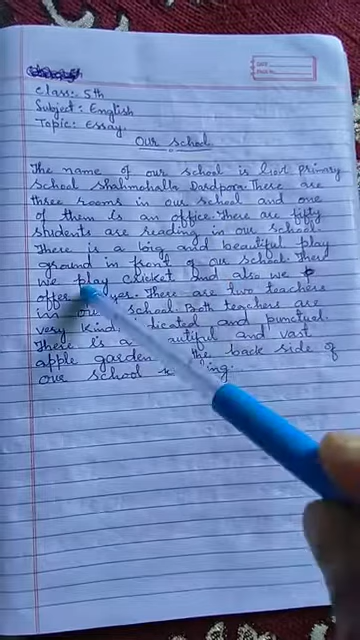 Class:- 5th
Subject:- English
Topic:- Essay.
Our School
The name of our school is Govt primary
School Shahmohalla Dardpora. There are
three rooms in our school and one
of them is an office. There are fifty
students are reading in our school.
There is a big and beautiful play
ground in front of our school. There
we play cricket and also we
offer. There are two teachers
in our school. Both teachers are
very kind, and punctual.
There is a and vast
apple garden the back side of
our school